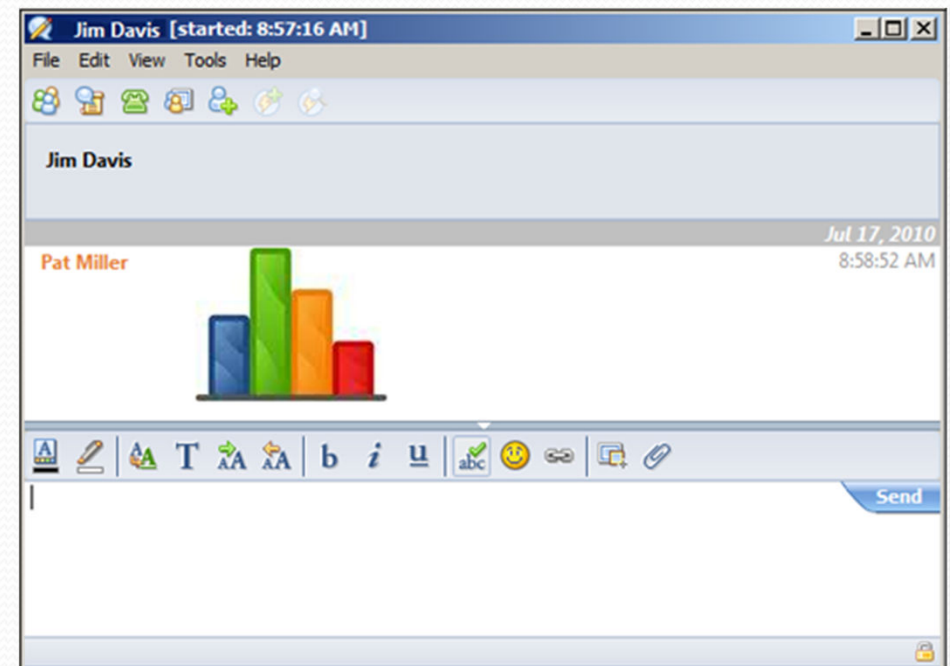 Jim Davis [started: 8:57:16 AM]
File Edit View Tools Help
Jim Davis
Jul 17, 2010
Pat Miller 8:58:52 AM
A A A T A A A b i u abc
Send